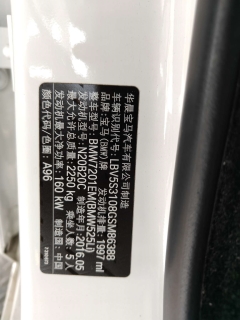 华晨宝马汽车有限公司制造
车辆识别代号:LBV5S3108GSM86388
品牌:宝马(BMW)牌
整车型号:BMW7201EM(BMW525Li)
发动机型号:N20B20C 发动机排量:1997 ml
最大允许总质量:2250 kg 制造年月:2016.05
发动机最大净功率:160 kW 乘坐人数:5人
颜色代码/色圈:A96 制造国:中国